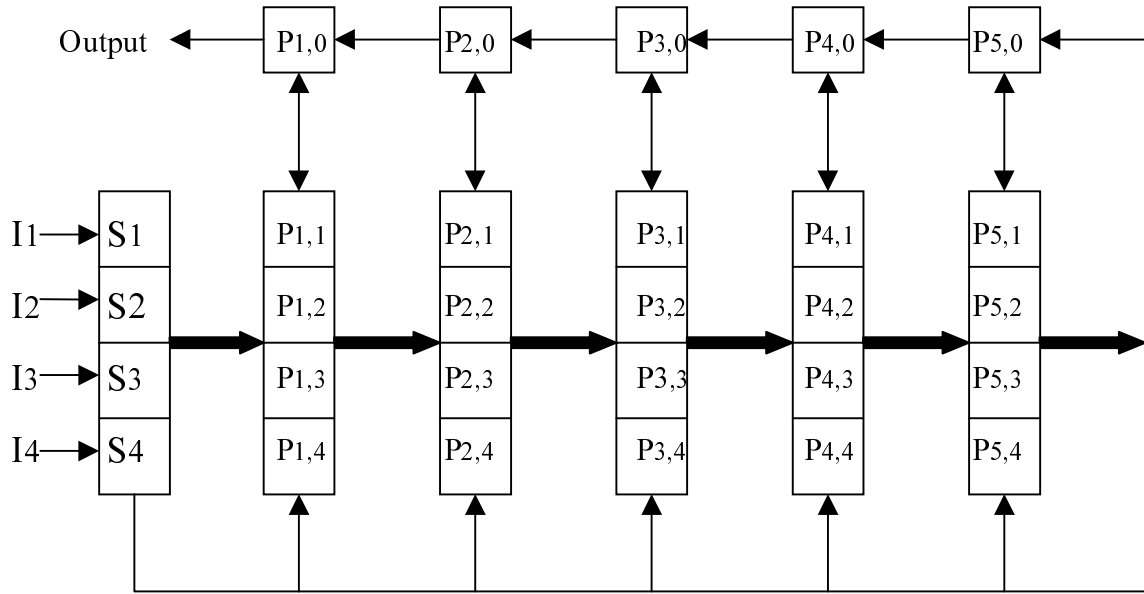 Output P1,0 P2,0 P3,0 P4,0 P5,0
I1 S1 P1,1 P2,1 P3,1 P4,1 P5,1
I2 S2 P1,2 P2,2 P3,2 P4,2 P5,2
I3 S3 P1,3 P2,3 P3,3 P4,3 P5,3
I4 S4 P1,4 P2,4 P3,4 P4,4 P5,4